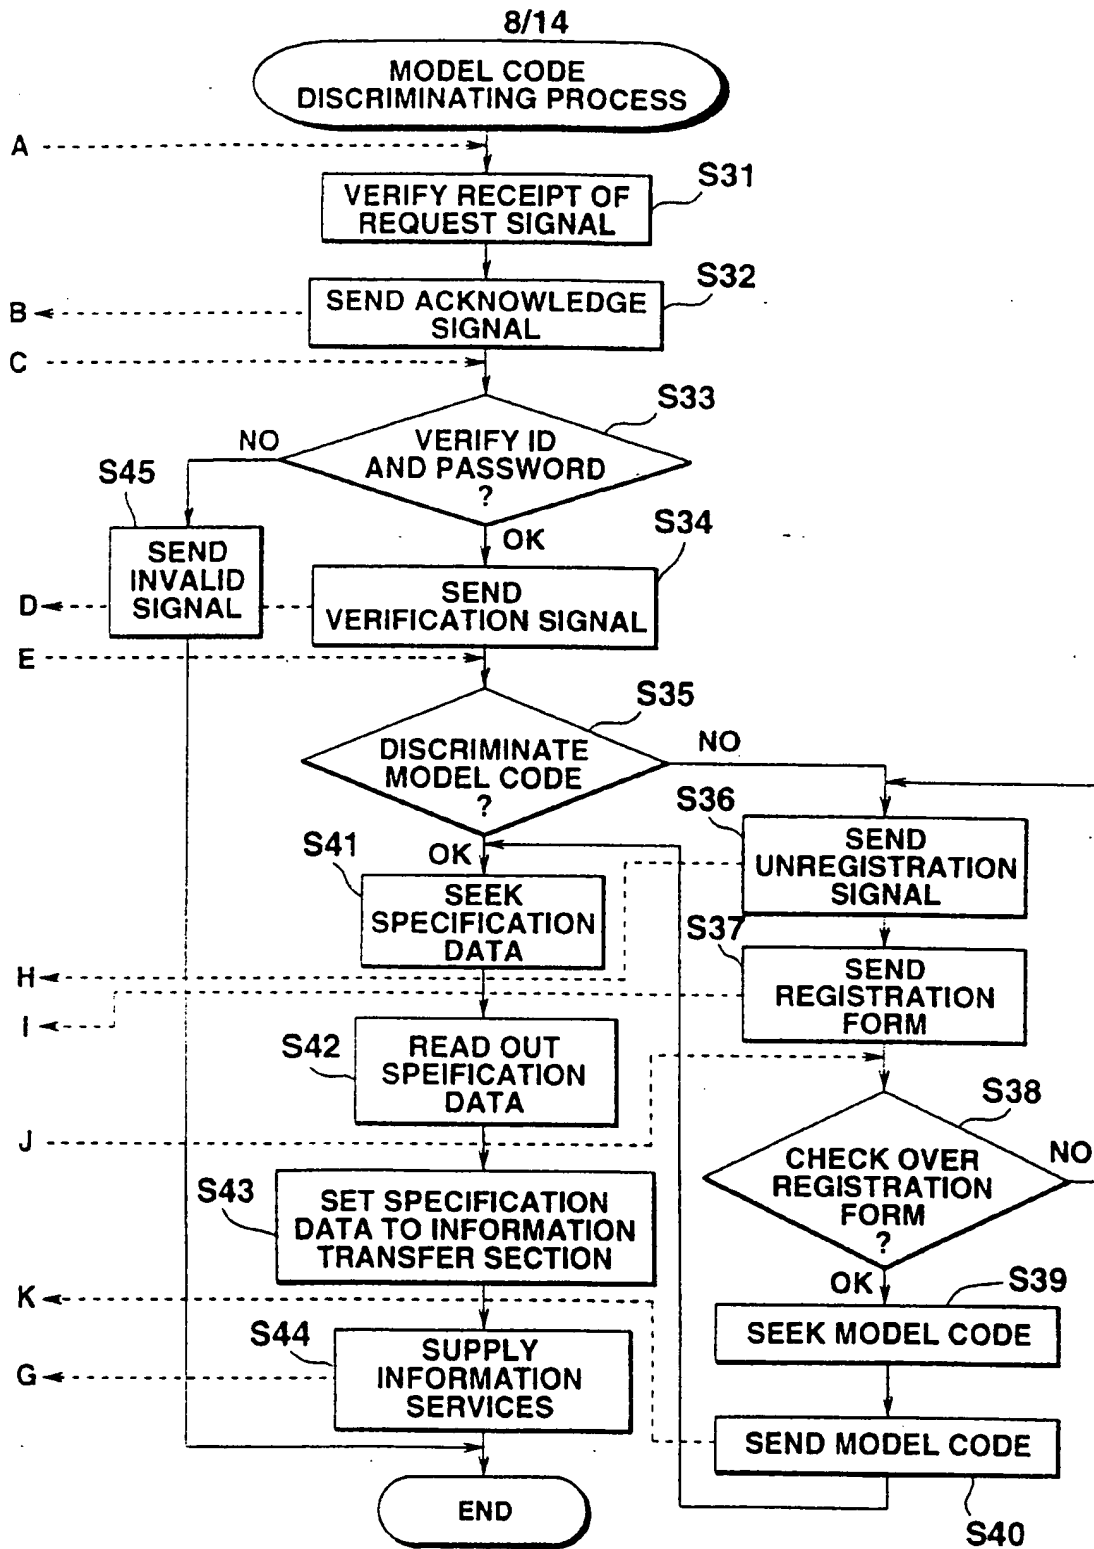 8/14
MODEL CODE
DISCRIMINATING PROCESS
A
S31
VERIFY RECEIPT OF
REQUEST SIGNAL
S32
SEND ACKNOWLEDGE
SIGNAL
B
C
S33
VERIFY ID
AND PASSWORD
?
NO
S45
SEND
INVALID
SIGNAL
OK
S34
SEND
VERIFICATION SIGNAL
D
E
S35
DISCRIMINATE
MODEL CODE
?
NO
S36
SEND
UNREGISTRATION
SIGNAL
OK
S41
SEEK
SPECIFICATION
DATA
S37
SEND
REGISTRATION
FORM
H
I
S42
READ OUT
SPEIFICATION
DATA
J
S38
CHECK OVER
REGISTRATION
FORM
?
NO
S43
SET SPECIFICATION
DATA TO INFORMATION
TRANSFER SECTION
OK
S39
SEEK MODEL CODE
K
S44
SUPPLY
INFORMATION
SERVICES
G
SEND MODEL CODE
S40
END